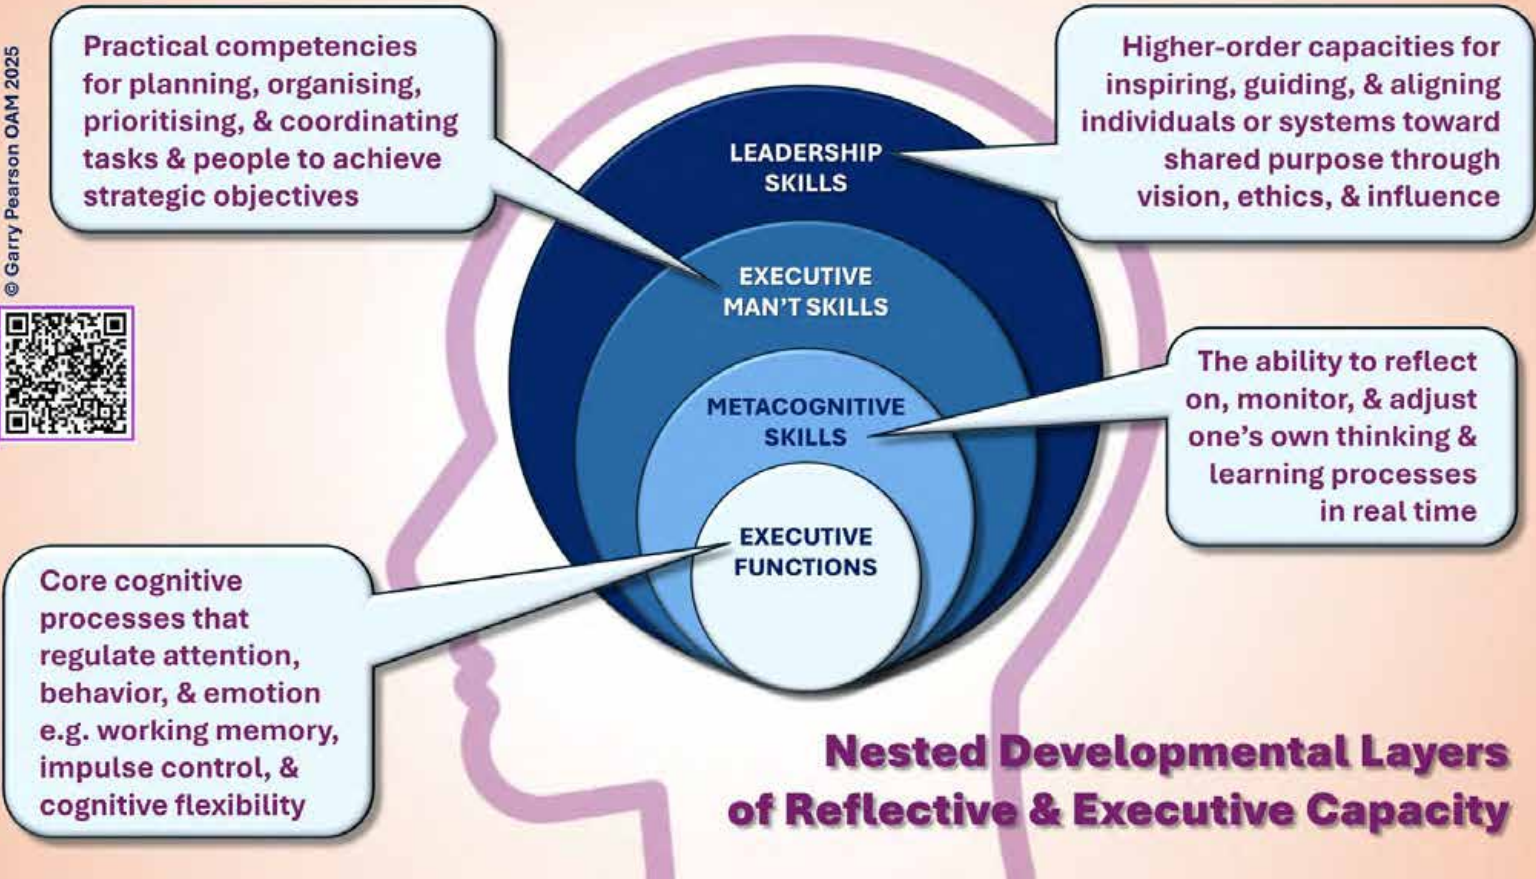 © Garry Pearson OAM 2025
Practical competencies
for planning, organising,
prioritising, & coordinating
tasks & people to achieve
strategic objectives
Higher-order capacities for
inspiring, guiding, & aligning
individuals or systems toward
shared purpose through
vision, ethics, & influence
LEADERSHIP
SKILLS
EXECUTIVE
MAN'T SKILLS
METACOGNITIVE
SKILLS
EXECUTIVE
FUNCTIONS
The ability to reflect
on, monitor, & adjust
one's own thinking &
learning processes
in real time
Core cognitive
processes that
regulate attention,
behavior, & emotion
e.g. working memory,
impulse control, &
cognitive flexibility
Nested Developmental Layers
of Reflective & Executive Capacity